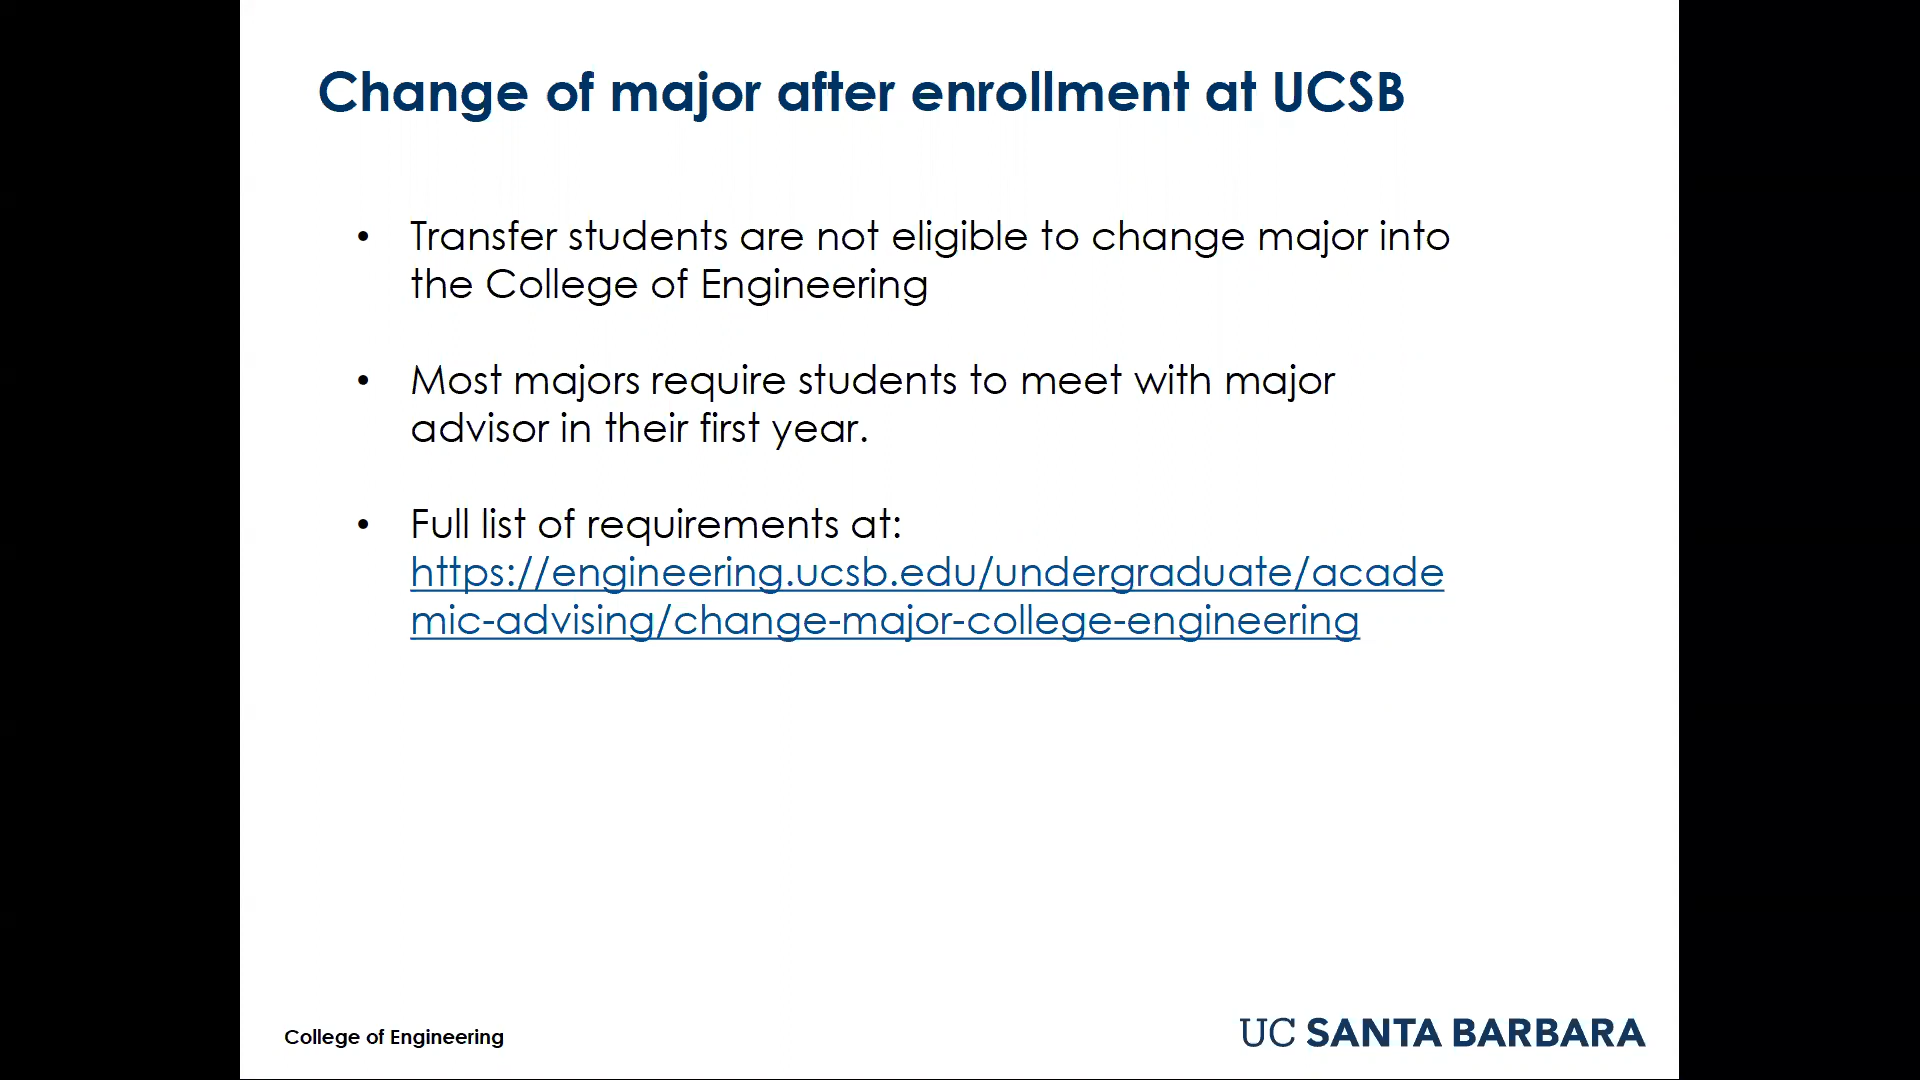 Change of major after enrollment at UCSB
• Transfer students are not eligible to change major into
the College of Engineering
• Most majors require students to meet with major
advisor in their first year.
• Full list of requirements at:
https://engineering.ucsb.edu/undergraduate/acade
mic-advising/change-major-college-engineering
College of Engineering
UC SANTA BARBARA